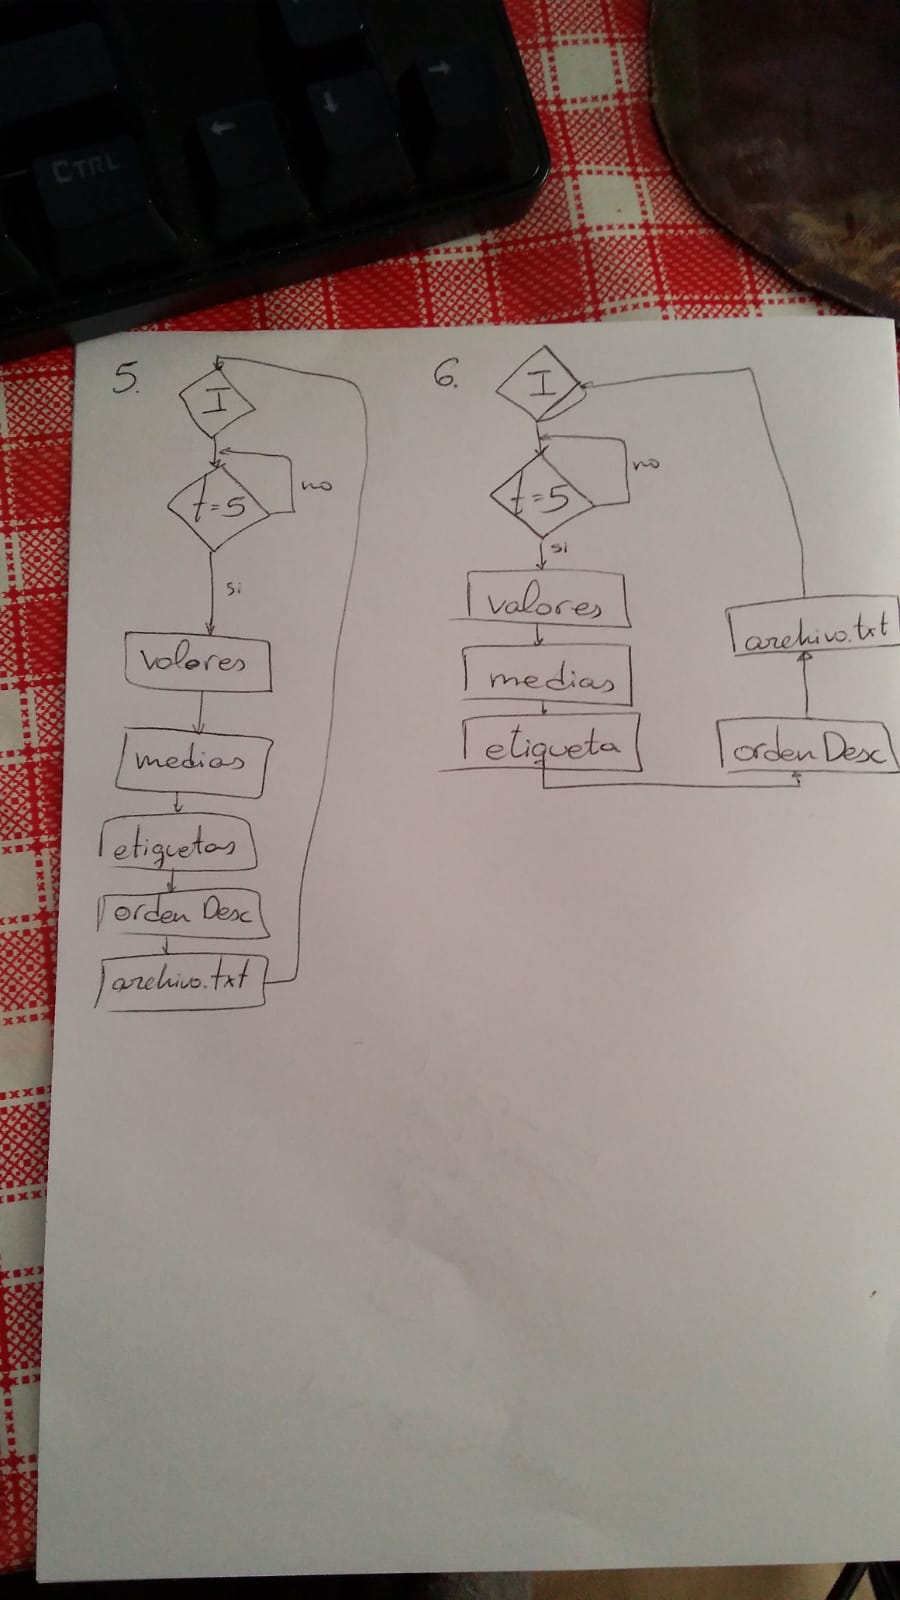 CTRL
←
↓
→
5.
I
t=5
no
si
valores
medias
etiquetas
orden Desc
archivo.txt
6.
I
t=5
no
si
valores
medias
etiqueta
orden Desc
archivo.txt